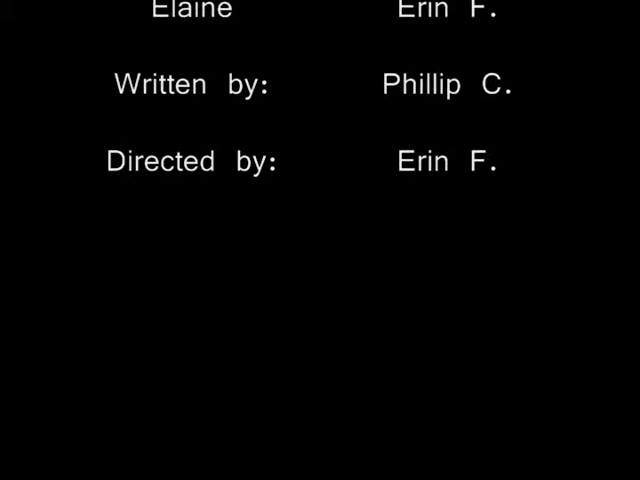 Elaine Erin F.
Written by: Phillip C.
Directed by: Erin F.